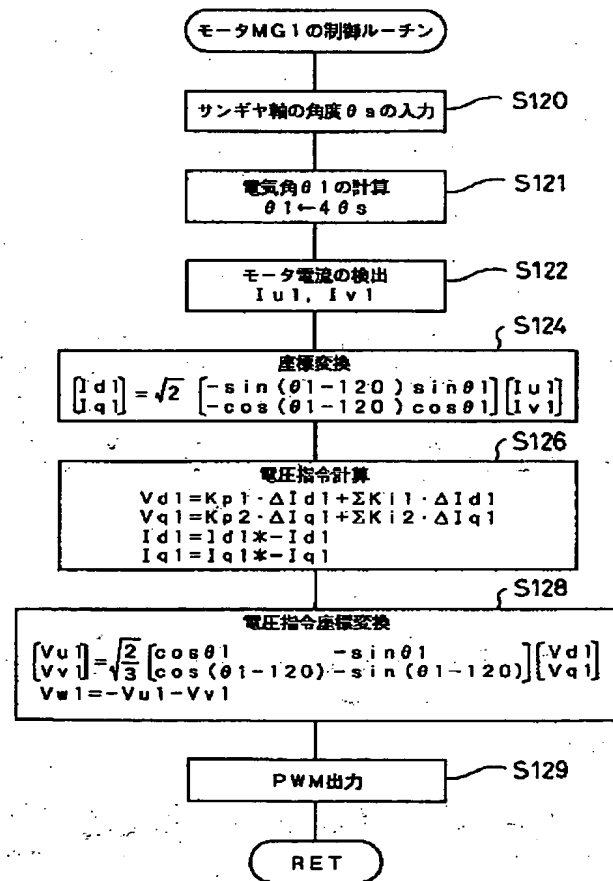 モータMG1の制御ルーチン
サンギヤ軸の角度θsの入力
S120
電気角θ1の計算
θ1←4θs
S121
モータ電流の検出
Iu1, Iv1
S122
S124
座標変換
[Id1] = √2 [-sin(θ1-120) sinθ1] [Iu1]
[Iq1] [-cos(θ1-120) cosθ1] [Iv1]
S126
電圧指令計算
Vd1=Kp1・ΔId1+ΣKi1・ΔId1
Vq1=Kp2・ΔIq1+ΣKi2・ΔIq1
Id1=Id1*-Id1
Iq1=Iq1*-Iq1
S128
電圧指令座標変換
[Vu1] = √2/3 [cosθ1 -sinθ1] [Vd1]
[Vv1] [cos(θ1-120) -sin(θ1-120)] [Vq1]
Vw1=-Vu1-Vv1
PWM出力
S129
RET